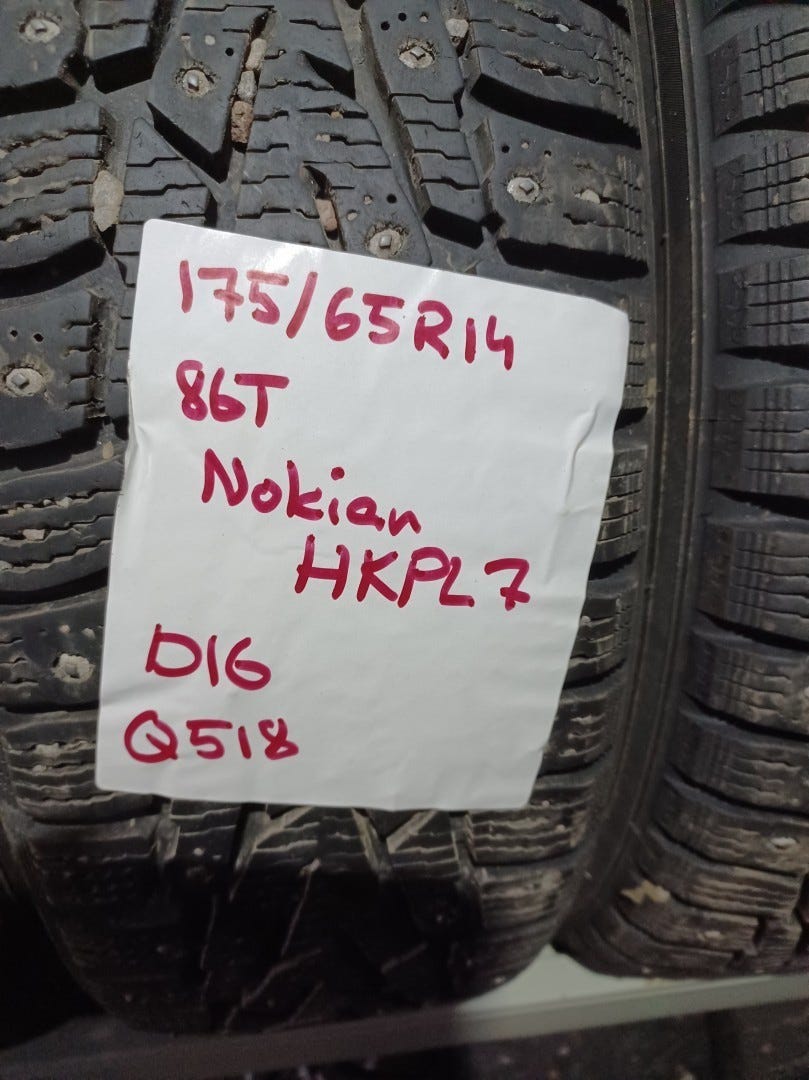 175/65R14
86T
Nokian
HKPL7
D16
Q518